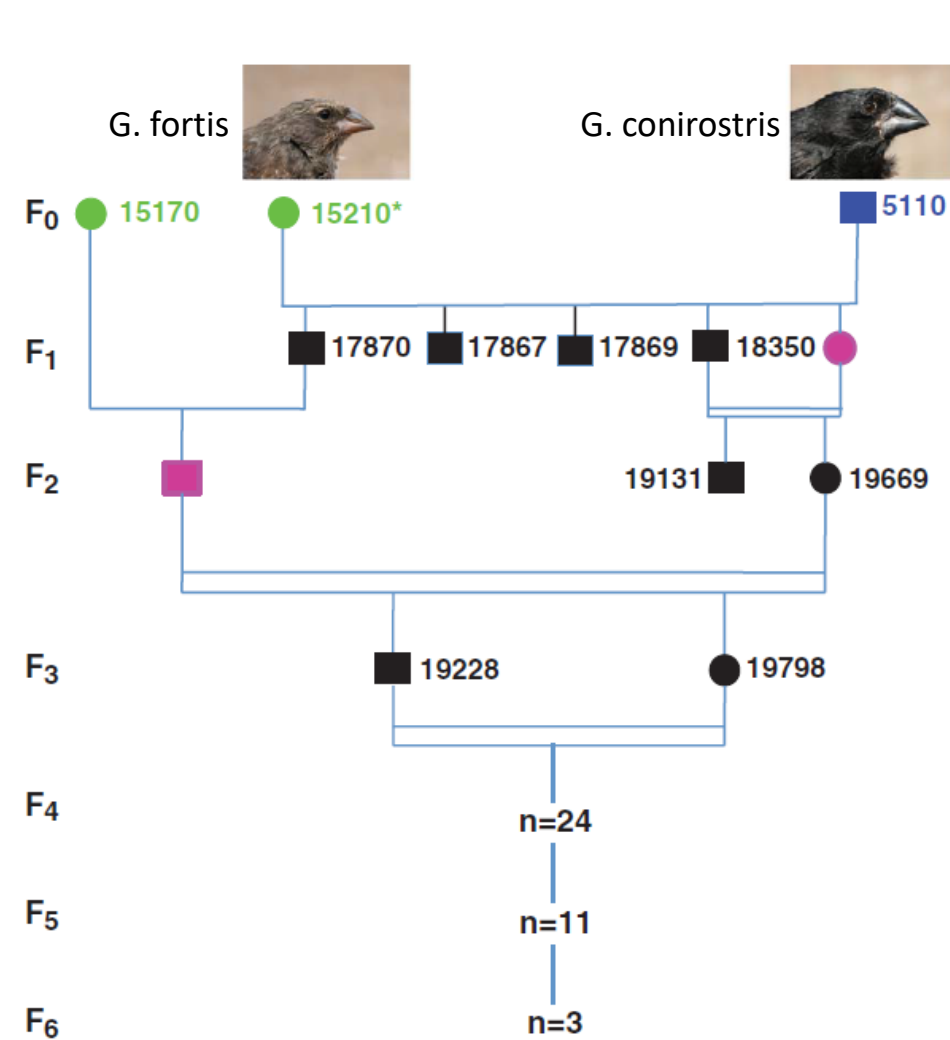 G. fortis G. conirostris
F0 15170 15210* 5110
F1 17870 17867 17869 18350
F2 19131 19669
F3 19228 19798
F4 n=24
F5 n=11
F6 n=3